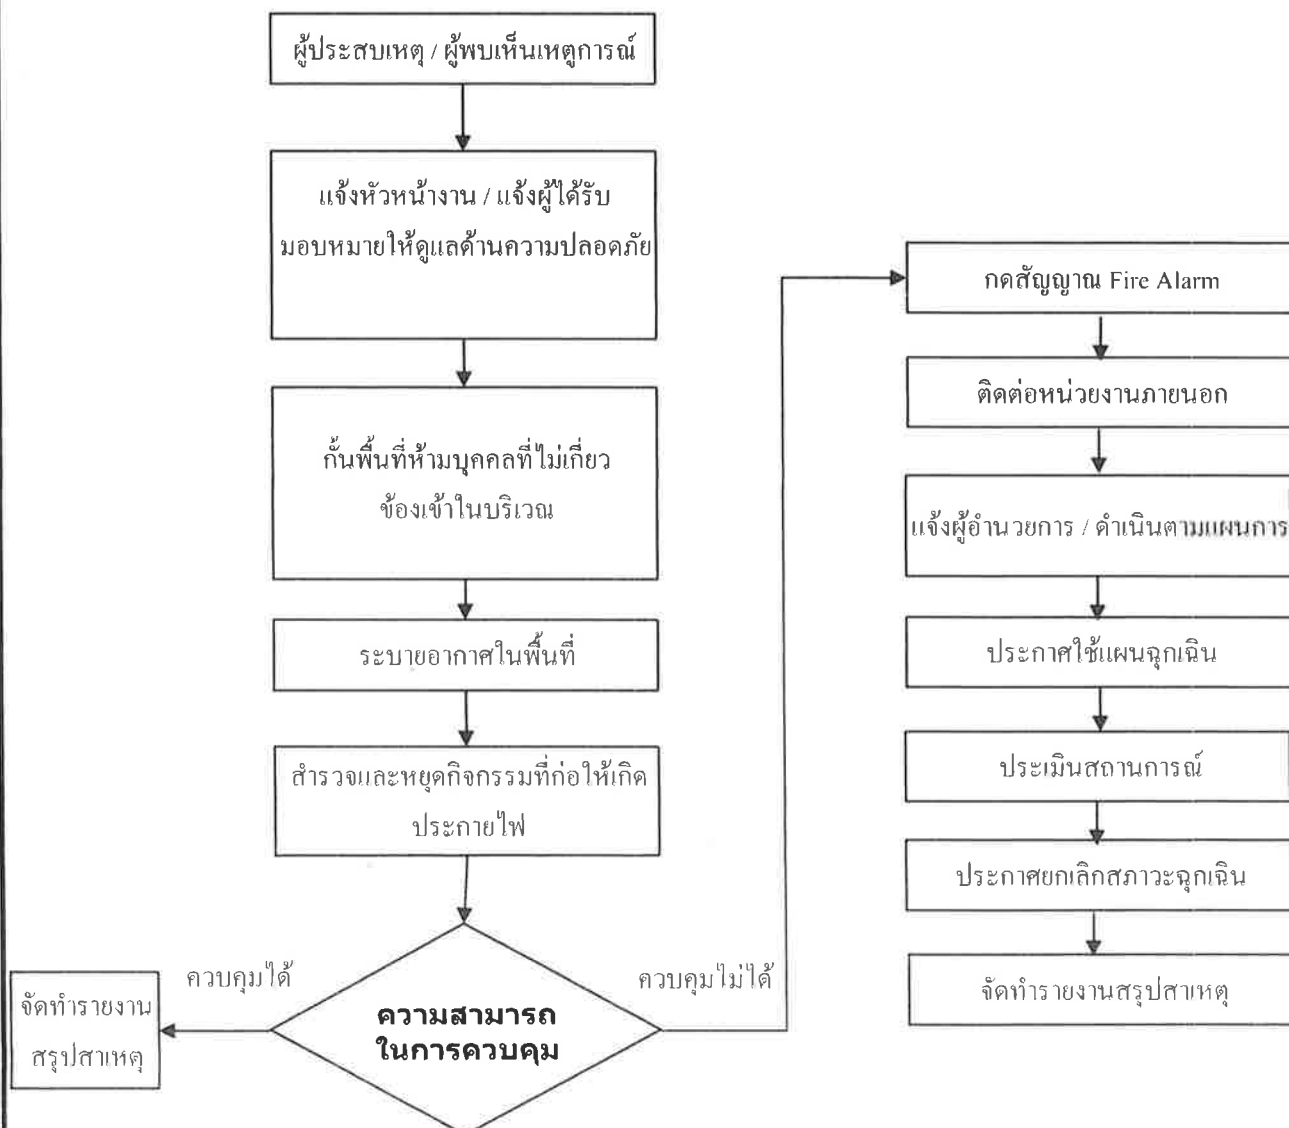 ผู้ประสบเหตุ / ผู้พบเห็นเหตุการณ์
แจ้งหัวหน้างาน / แจ้งผู้ได้รับ
มอบหมายให้ดูแลด้านความปลอดภัย
กั้นพื้นที่ห้ามบุคคลที่ไม่เกี่ยว
ข้องเข้าในบริเวณ
ระบายอากาศในพื้นที่
สำรวจและหยุดกิจกรรมที่ก่อให้เกิด
ประกายไฟ
ความสามารถ
ในการควบคุม
ควบคุมได้
จัดทำรายงาน
สรุปสาเหตุ
ควบคุมไม่ได้
กดสัญญาณ Fire Alarm
ติดต่อหน่วยงานภายนอก
แจ้งผู้อำนวยการ / ดำเนินตามแผนการ
ประกาศใช้แผนฉุกเฉิน
ประเมินสถานการณ์
ประกาศยกเลิกสภาวะฉุกเฉิน
จัดทำรายงานสรุปสาเหตุ